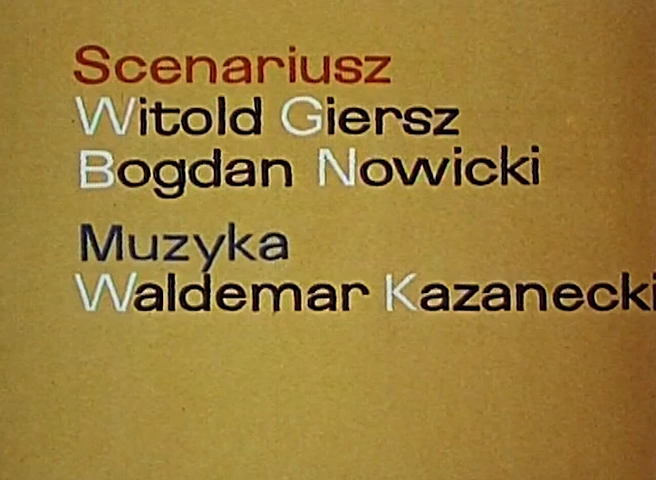 Scenariusz
Witold Giersz
Bogdan Nowicki
Muzyka
Waldemar Kazanecki